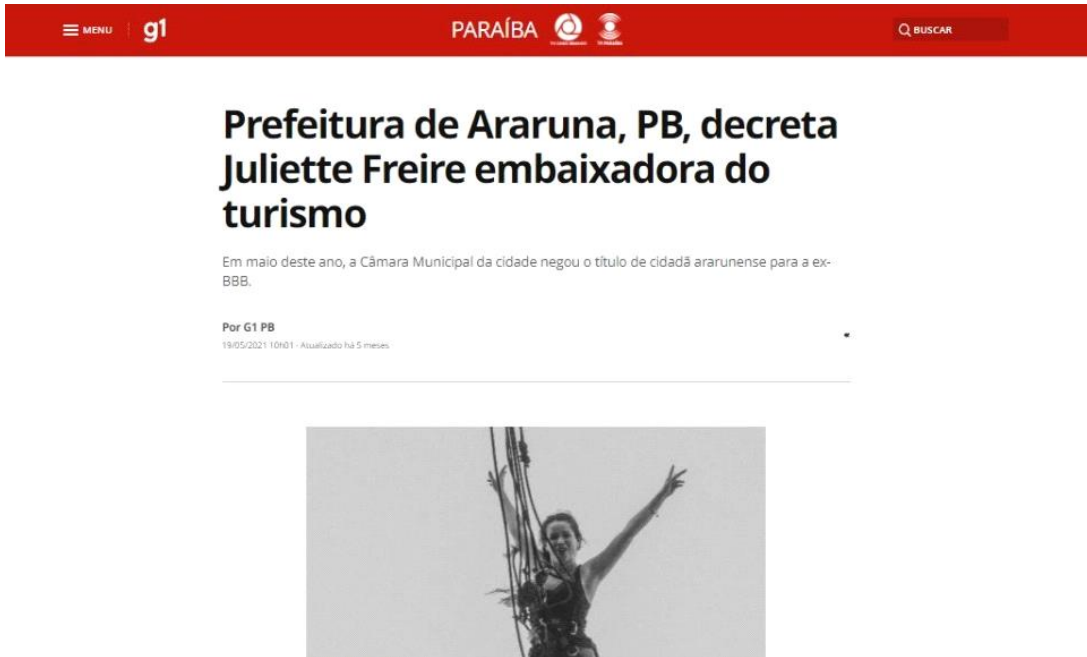 MENU
g1
PARAÍBA
BUSCAR
Prefeitura de Araruna, PB, decreta
Juliette Freire embaixadora do
turismo
Em maio deste ano, a Câmara Municipal da cidade negou o título de cidadã ararunense para a ex-
BBB.
Por G1 PB
19/05/2021 10h01 - Atualizado há 5 meses